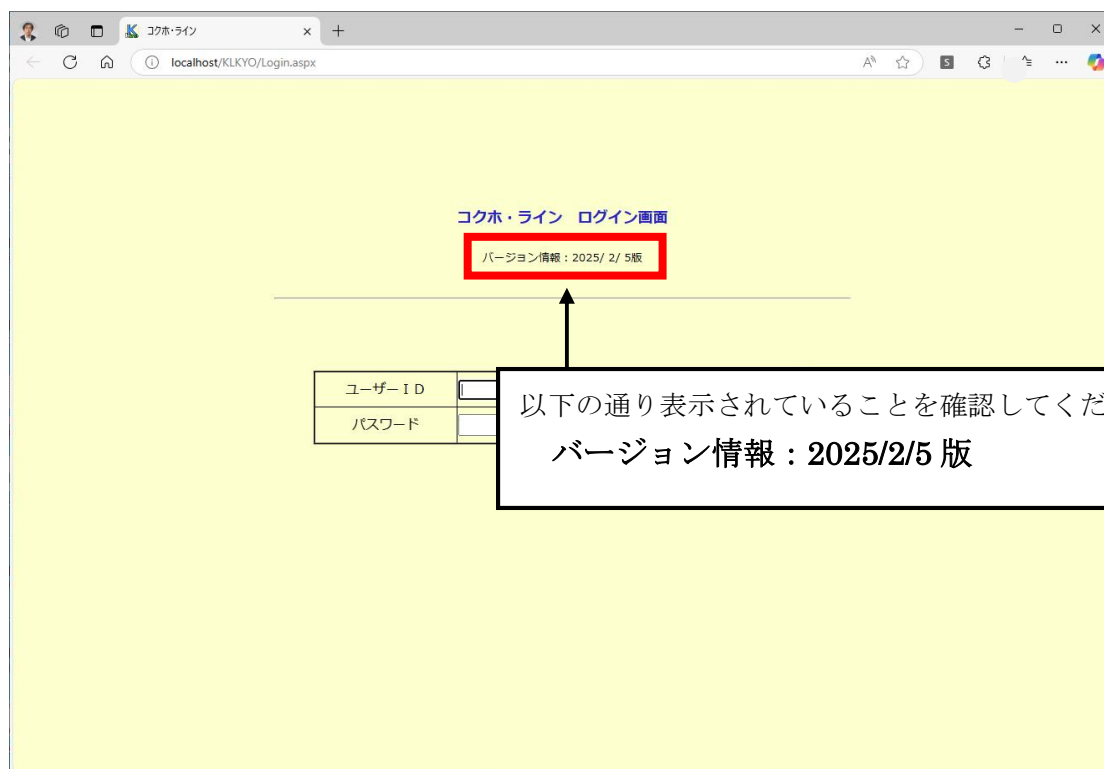 コクホ・ライン
localhost/KLKYO/Login.aspx
コクホ・ライン　ログイン画面
バージョン情報：2025/ 2/ 5版
ユーザーＩＤ
パスワード
以下の通り表示されていることを確認してくだ
バージョン情報：2025/2/5 版